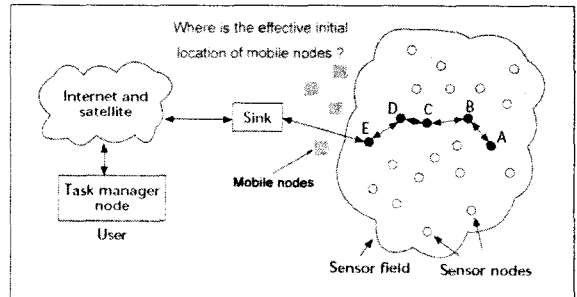 Where is the effective initial
location of mobile nodes ?
Internet and
satellite
Sink
D
C
B
E
A
Task manager
node
Mobile nodes
User
Sensor field
Sensor nodes